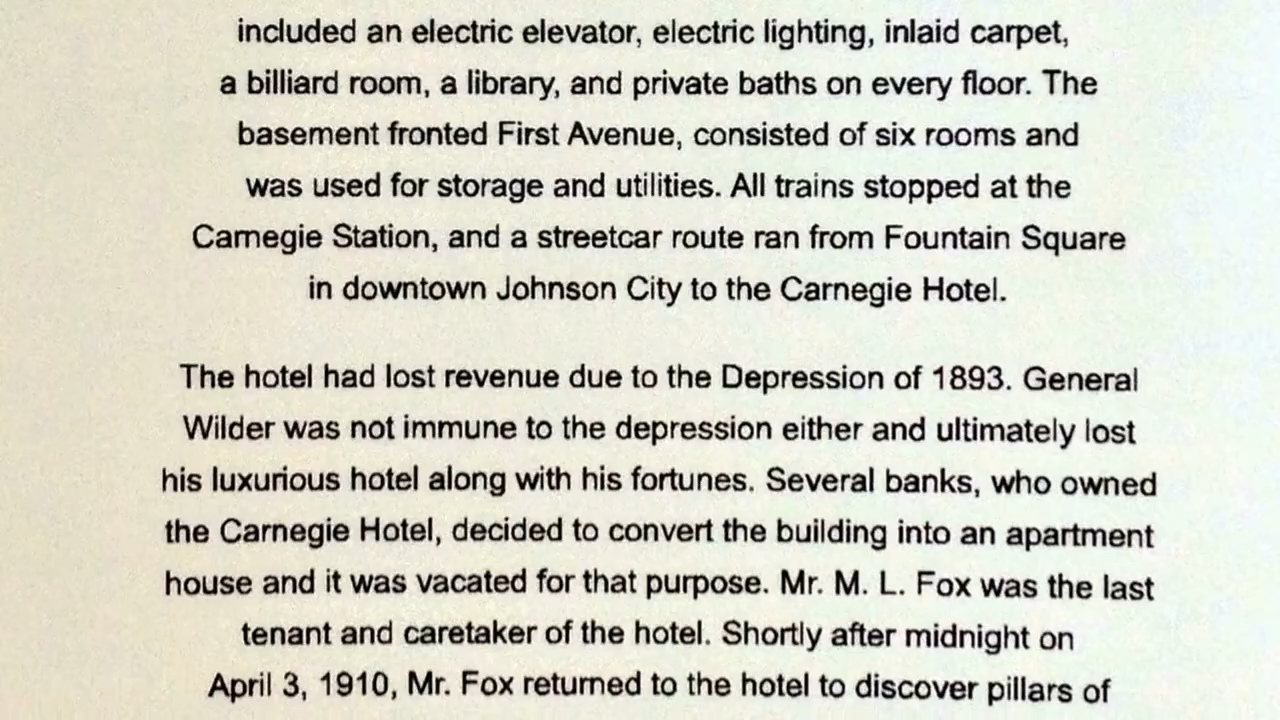 included an electric elevator, electric lighting, inlaid carpet,
a billiard room, a library, and private baths on every floor. The
basement fronted First Avenue, consisted of six rooms and
was used for storage and utilities. All trains stopped at the
Carnegie Station, and a streetcar route ran from Fountain Square
in downtown Johnson City to the Carnegie Hotel.
The hotel had lost revenue due to the Depression of 1893. General
Wilder was not immune to the depression either and ultimately lost
his luxurious hotel along with his fortunes. Several banks, who owned
the Carnegie Hotel, decided to convert the building into an apartment
house and it was vacated for that purpose. Mr. M. L. Fox was the last
tenant and caretaker of the hotel. Shortly after midnight on
April 3, 1910, Mr. Fox returned to the hotel to discover pillars of